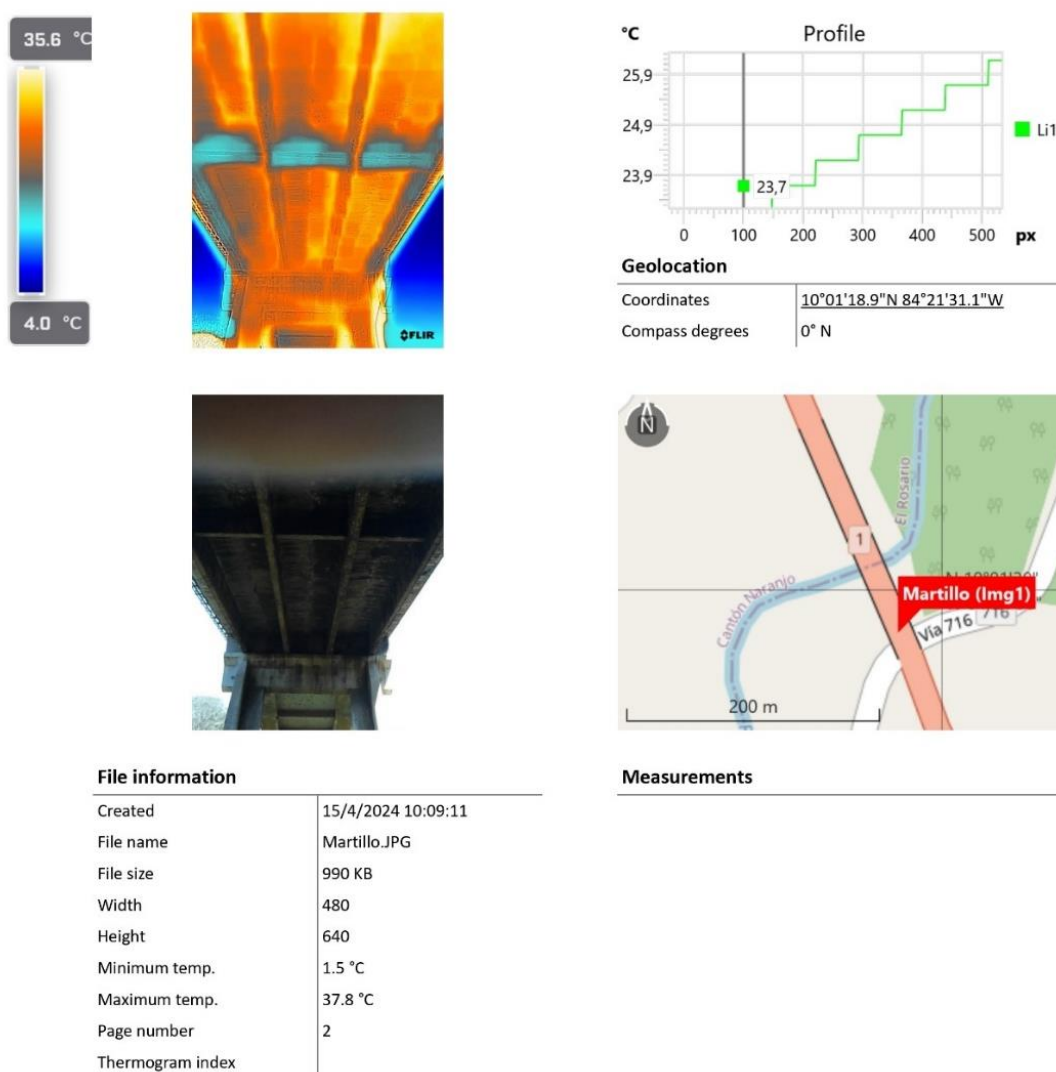 35.6 °C
4.0 °C
FLIR
°C
Profile
25,9
24,9
23,9
23,7
Li1
0 100 200 300 400 500 px
Geolocation
Coordinates 10°01'18.9"N 84°21'31.1"W
Compass degrees 0° N
N
El Rosario
1
Cantón Naranjo
Martillo (Img1)
Vía 716
716
200 m
File information
Created 15/4/2024 10:09:11
File name Martillo.JPG
File size 990 KB
Width 480
Height 640
Minimum temp. 1.5 °C
Maximum temp. 37.8 °C
Page number 2
Thermogram index
Measurements